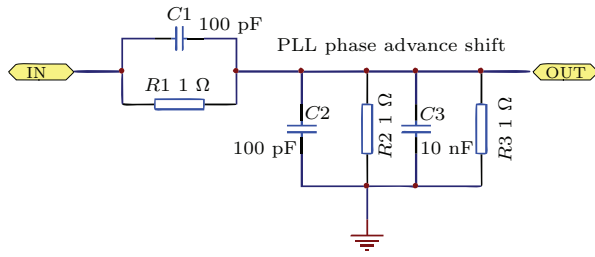 C1
100 pF
PLL phase advance shift
IN
OUT
R1 1 Ω
C2
100 pF
R2 1 Ω
C3
10 nF
R3 1 Ω